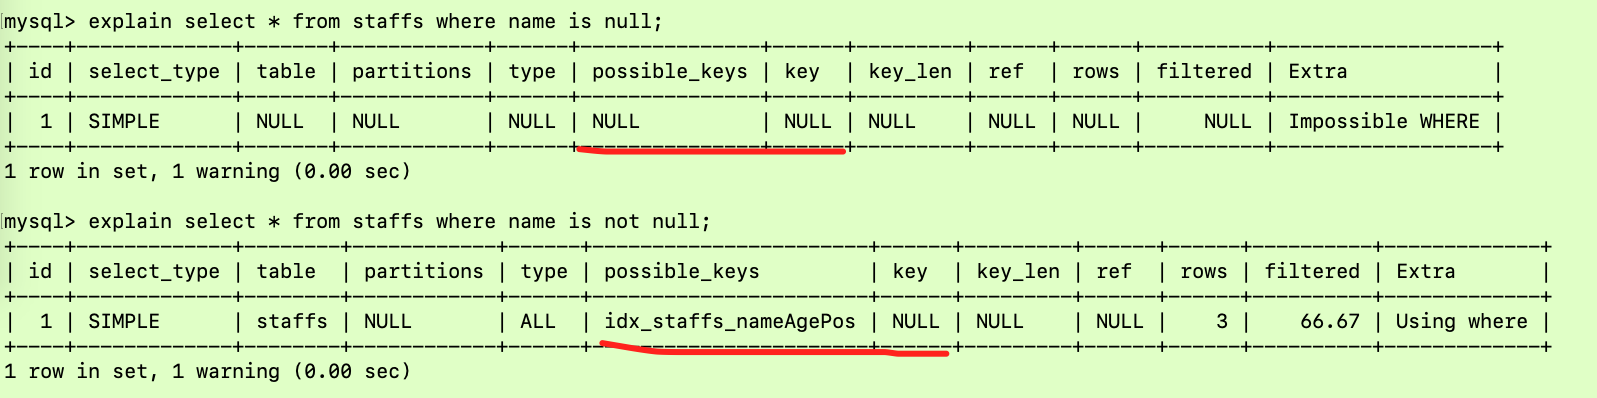 mysql> explain select * from staffs where name is null;
+----+-------------+-------+------------+------+---------------+------+---------+------+------+----------+------------------+
| id | select_type | table | partitions | type | possible_keys | key | key_len | ref | rows | filtered | Extra |
+----+-------------+-------+------------+------+---------------+------+---------+------+------+----------+------------------+
| 1 | SIMPLE | NULL | NULL | NULL | NULL | NULL | NULL | NULL | NULL | NULL | Impossible WHERE |
+----+-------------+-------+------------+------+---------------+------+---------+------+------+----------+------------------+
1 row in set, 1 warning (0.00 sec)
mysql> explain select * from staffs where name is not null;
+----+-------------+--------+------------+------+-----------------------+------+---------+------+------+----------+-------------+
| id | select_type | table | partitions | type | possible_keys | key | key_len | ref | rows | filtered | Extra |
+----+-------------+--------+------------+------+-----------------------+------+---------+------+------+----------+-------------+
| 1 | SIMPLE | staffs | NULL | ALL | idx_staffs_nameAgePos | NULL | NULL | NULL | 3 | 66.67 | Using where |
+----+-------------+--------+------------+------+-----------------------+------+---------+------+------+----------+-------------+
1 row in set, 1 warning (0.00 sec)